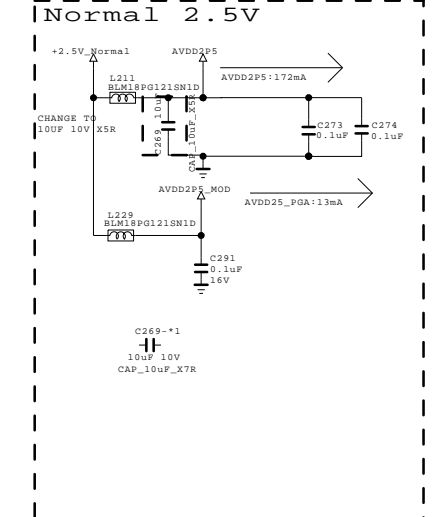 Normal 2.5V
+2.5V_Normal
AVDD2P5
L211
BLM18PG121SN1D
AVDD2P5:172mA
CHANGE TO
10UF 10V X5R
C269 10uF
CAP_10uF_X5R
C273
0.1uF
C274
0.1uF
AVDD2P5_MOD
AVDD25_PGA:13mA
L229
BLM18PG121SN1D
C291
0.1uF
16V
C269-*1
10uF 10V
CAP_10uF_X7R